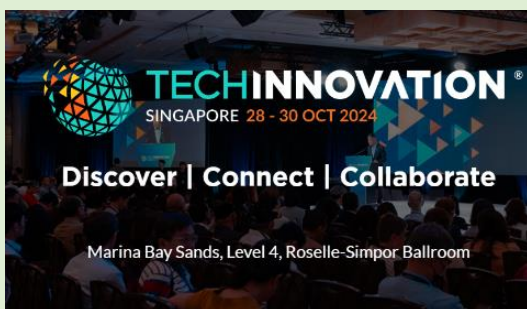 TECHINNOVATION®
SINGAPORE 28 - 30 OCT 2024
Discover | Connect | Collaborate
Marina Bay Sands, Level 4, Roselle-Simpor Ballroom